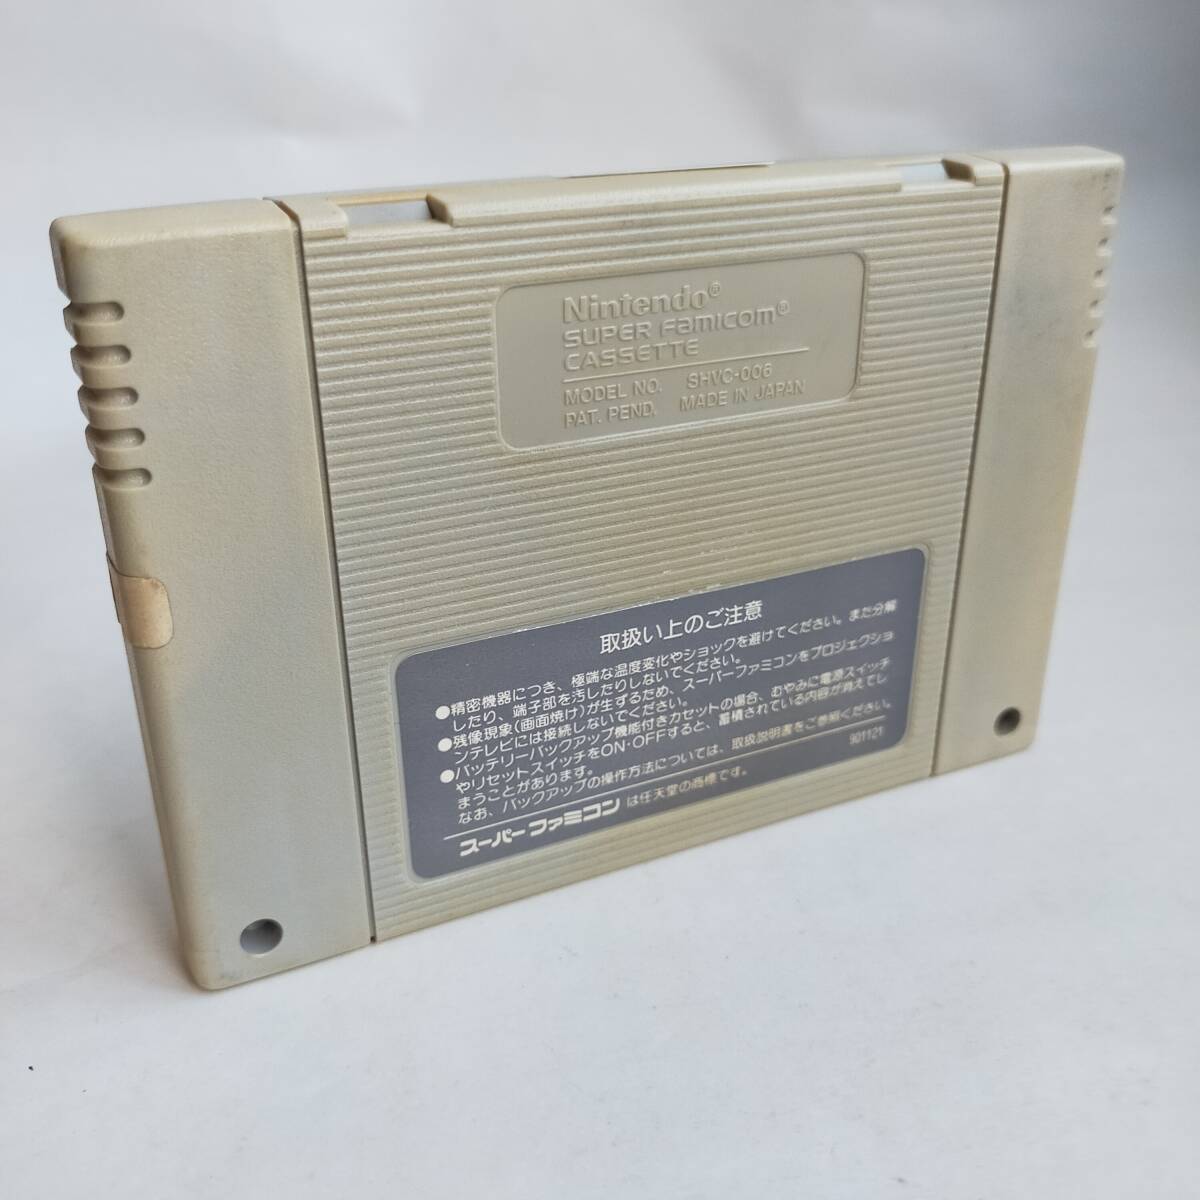 Nintendo®
SUPER Famicom®
CASSETTE
MODEL NO. SHVC-006
PAT. PEND. MADE IN JAPAN
取扱い上のご注意
●精密機器につき、極端な温度変化やショックを避けてください。また分解
したり、端子部を汚したりしないでください。
●残像現象(画面焼け)が生ずるため、スーパーファミコンをプロジェクショ
ンテレビには接続しないでください。
●バッテリーバックアップ機能付きカセットの場合、むやみに電源スイッチ
やリセットスイッチをON・OFFすると、蓄積されている内容が消えてし
まうことがあります。
なお、バックアップの操作方法については、取扱説明書をご参照ください。
901121
スーパーファミコン は任天堂の商標です。